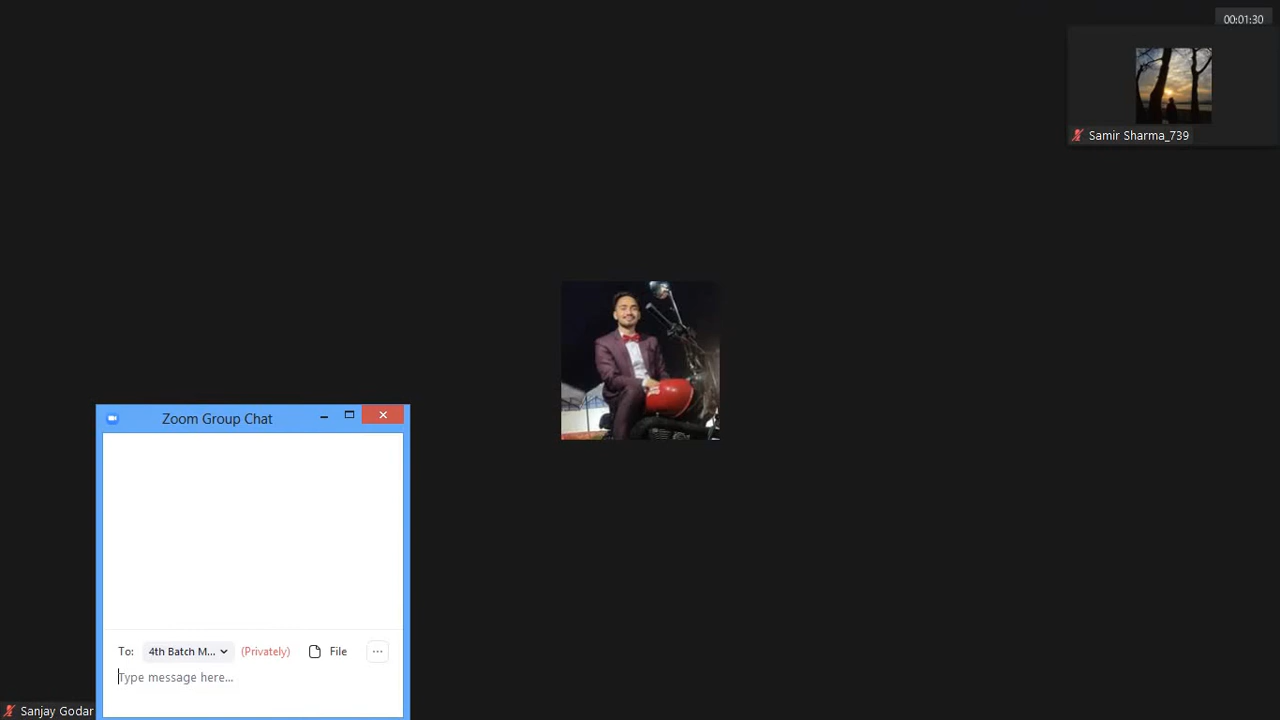 00:01:30
Samir Sharma_739
Zoom Group Chat
To: 4th Batch M... (Privately) File ...
Type message here...
Sanjay Godar